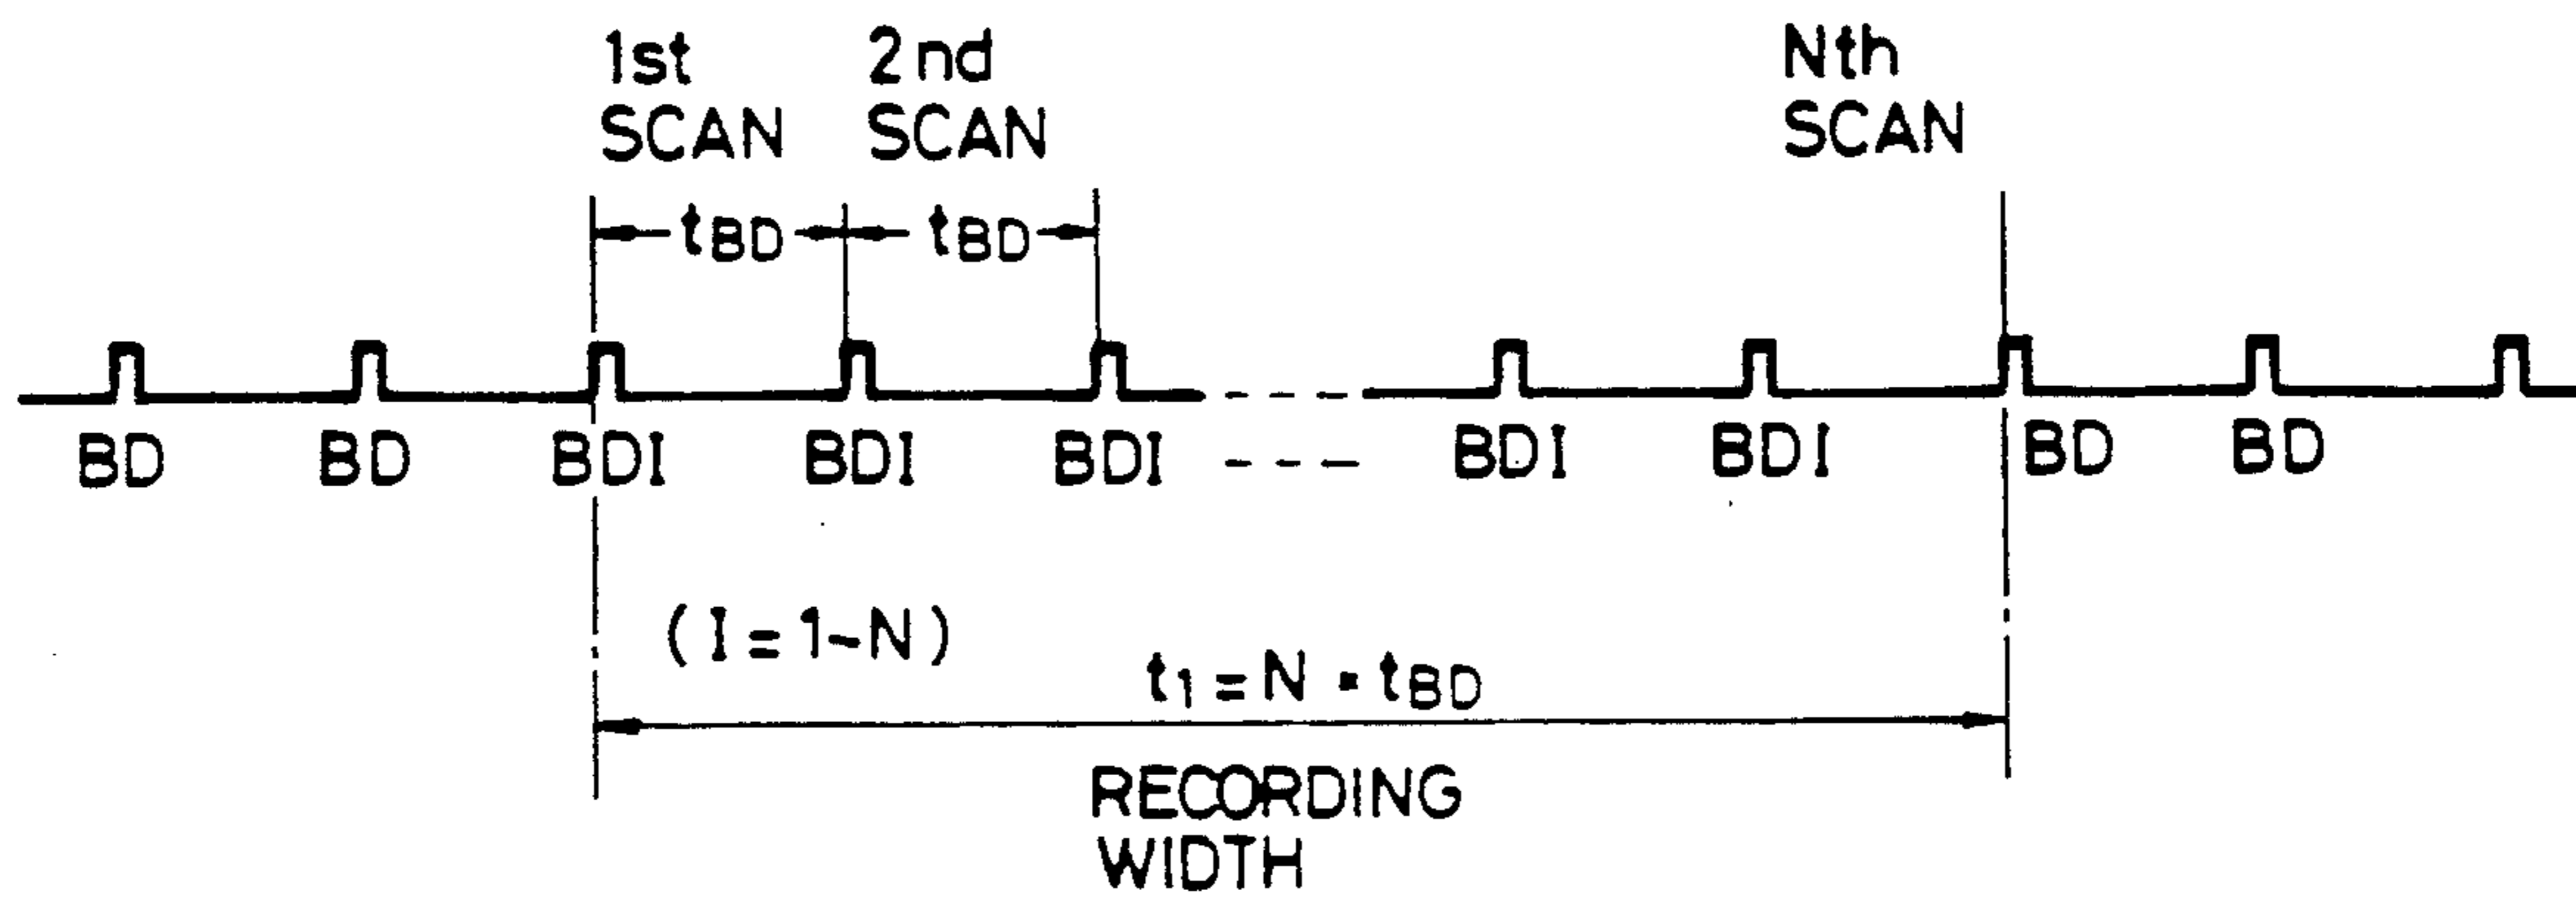 1st SCAN
2nd SCAN
Nth SCAN
tBD
tBD
BD BD BDI BDI BDI --- BDI BDI BD BD
(I=1~N)
t1=N・tBD
RECORDING
WIDTH